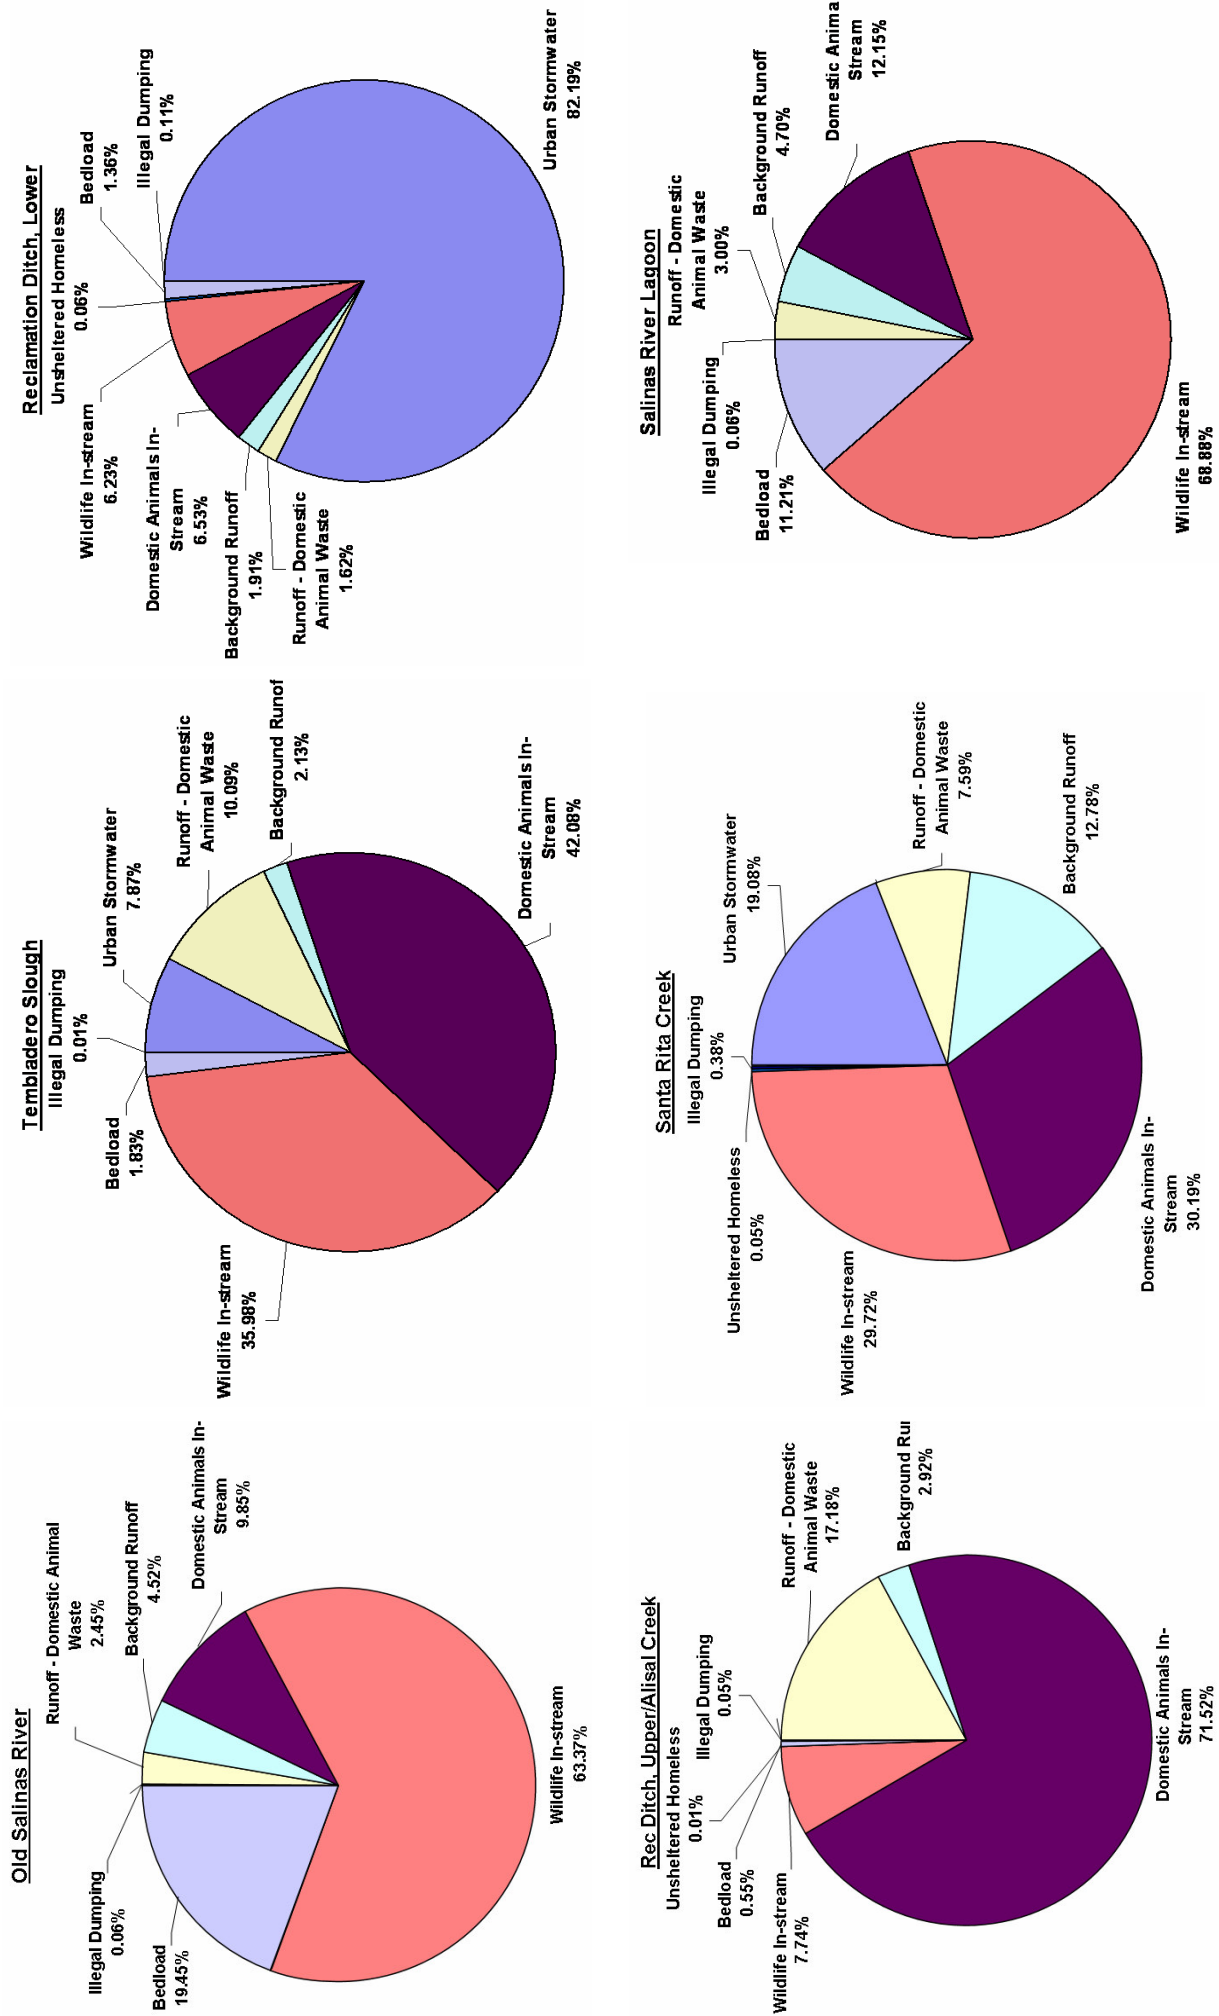 Old Salinas River
Runoff - Domestic Animal
Waste
2.45%
Background Runoff
4.52%
Domestic Animals In-
Stream
9.85%
Wildlife In-stream
63.37%
Bedload
19.45%
Illegal Dumping
0.06%
Tembladero Slough
Illegal Dumping
0.01%
Urban Stormwater
7.87%
Runoff - Domestic
Animal Waste
10.09%
Background Runof
2.13%
Domestic Animals In-
Stream
42.08%
Wildlife In-stream
35.98%
Bedload
1.83%
Reclamation Ditch, Lower
Unsheltered Homeless
0.06%
Bedload
1.36%
Illegal Dumping
0.11%
Urban Stormwater
82.19%
Runoff - Domestic
Animal Waste
1.62%
Background Runoff
1.91%
Domestic Animals In-
Stream
6.53%
Wildlife In-stream
6.23%
Rec Ditch, Upper/Alisal Creek
Unsheltered Homeless
0.01%
Illegal Dumping
0.05%
Runoff - Domestic
Animal Waste
17.18%
Background Ru
2.92%
Domestic Animals In-
Stream
71.52%
Wildlife In-stream
7.74%
Bedload
0.55%
Santa Rita Creek
Illegal Dumping
0.38%
Urban Stormwater
19.08%
Runoff - Domestic
Animal Waste
7.59%
Background Runoff
12.78%
Domestic Animals In-
Stream
30.19%
Wildlife In-stream
29.72%
Unsheltered Homeless
0.05%
Salinas River Lagoon
Runoff - Domestic
Animal Waste
3.00%
Background Runoff
4.70%
Domestic Anima
Stream
12.15%
Wildlife In-stream
68.88%
Bedload
11.21%
Illegal Dumping
0.06%